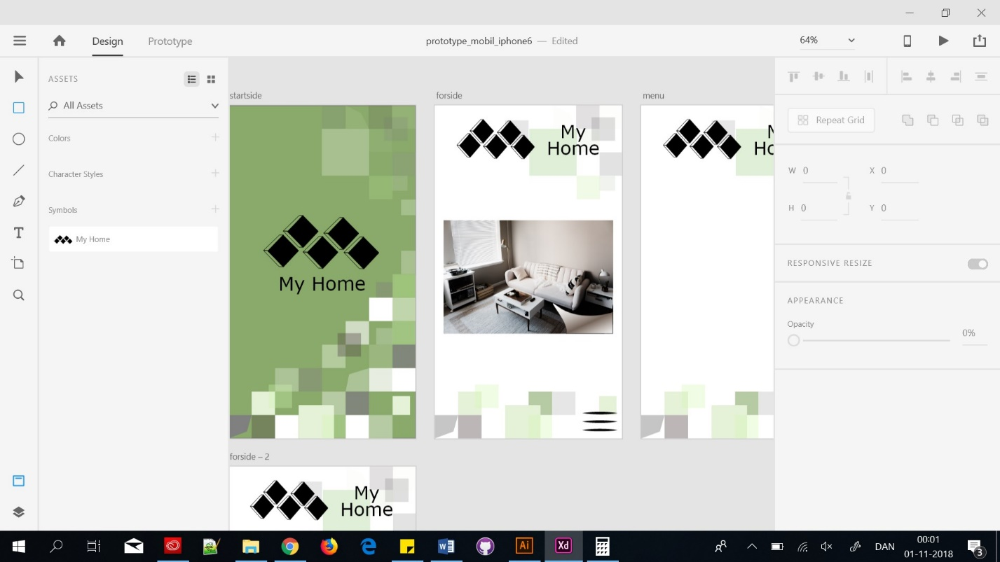 Design
Prototype
prototype_mobil_iphone6 — Edited
64%
ASSETS
All Assets
Colors
Character Styles
Symbols
My Home
startside
My Home
forside
My
Home
menu
forside – 2
My
Home
Repeat Grid
W 0
X 0
H 0
Y 0
RESPONSIVE RESIZE
APPEARANCE
Opacity
0%
Ai
Xd
DAN
00:01
01-11-2018
3